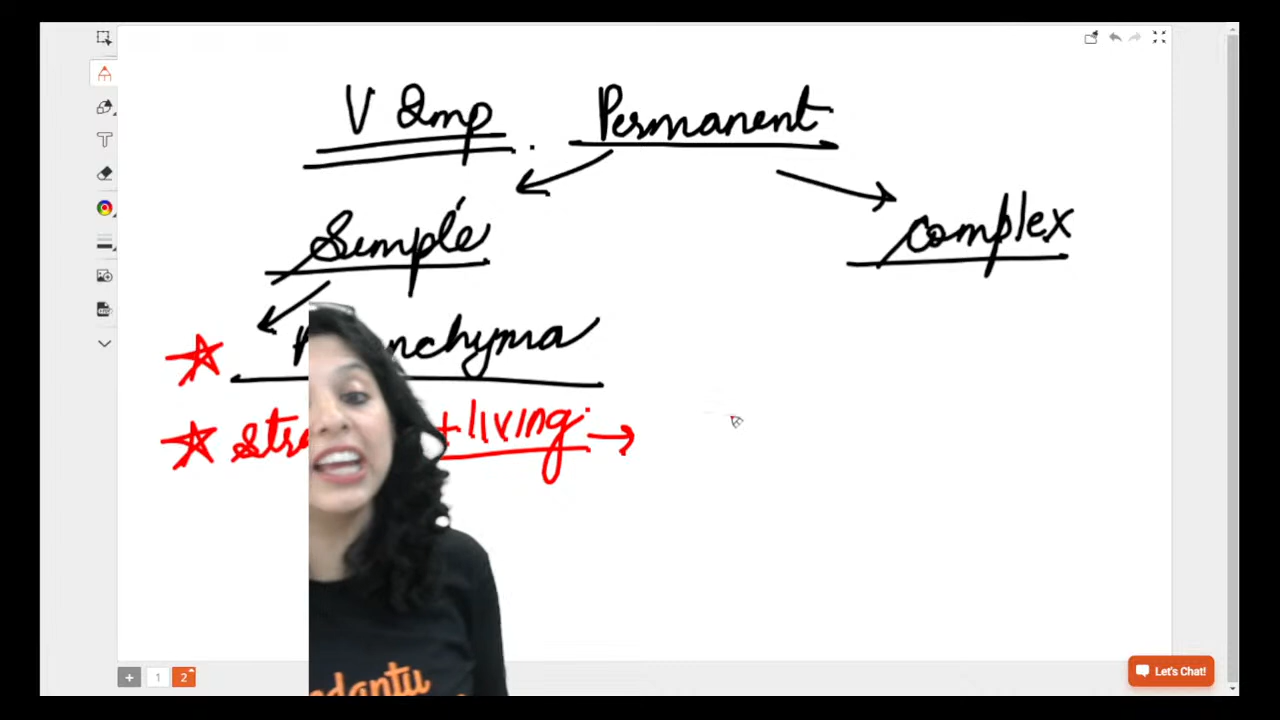 V Imp . Permanent
Simple
complex
nchyma
+ living →
1
2
Let's Chat!